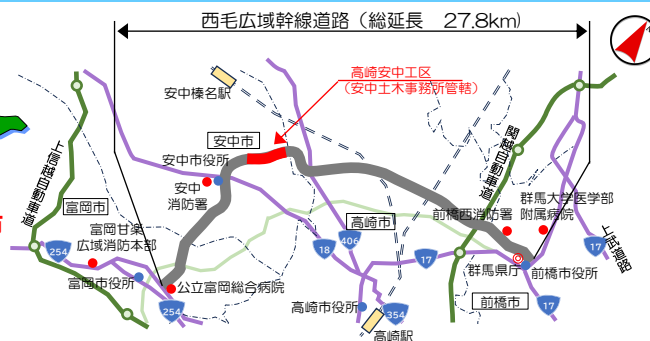 西毛広域幹線道路（総延長　27.8km）
高崎安中工区
（安中土木事務所管轄）
安中榛名駅
安中市
安中市役所
安中
消防署
上信越自動車道
富岡市
富岡甘楽
広域消防本部
富岡市役所
公立富岡総合病院
254
254
関越自動車道
群馬大学医学部
附属病院
前橋西消防署
上武道路
高崎市
406
18
17
17
17
群馬県庁
前橋市役所
前橋市
高崎市役所
354
高崎駅